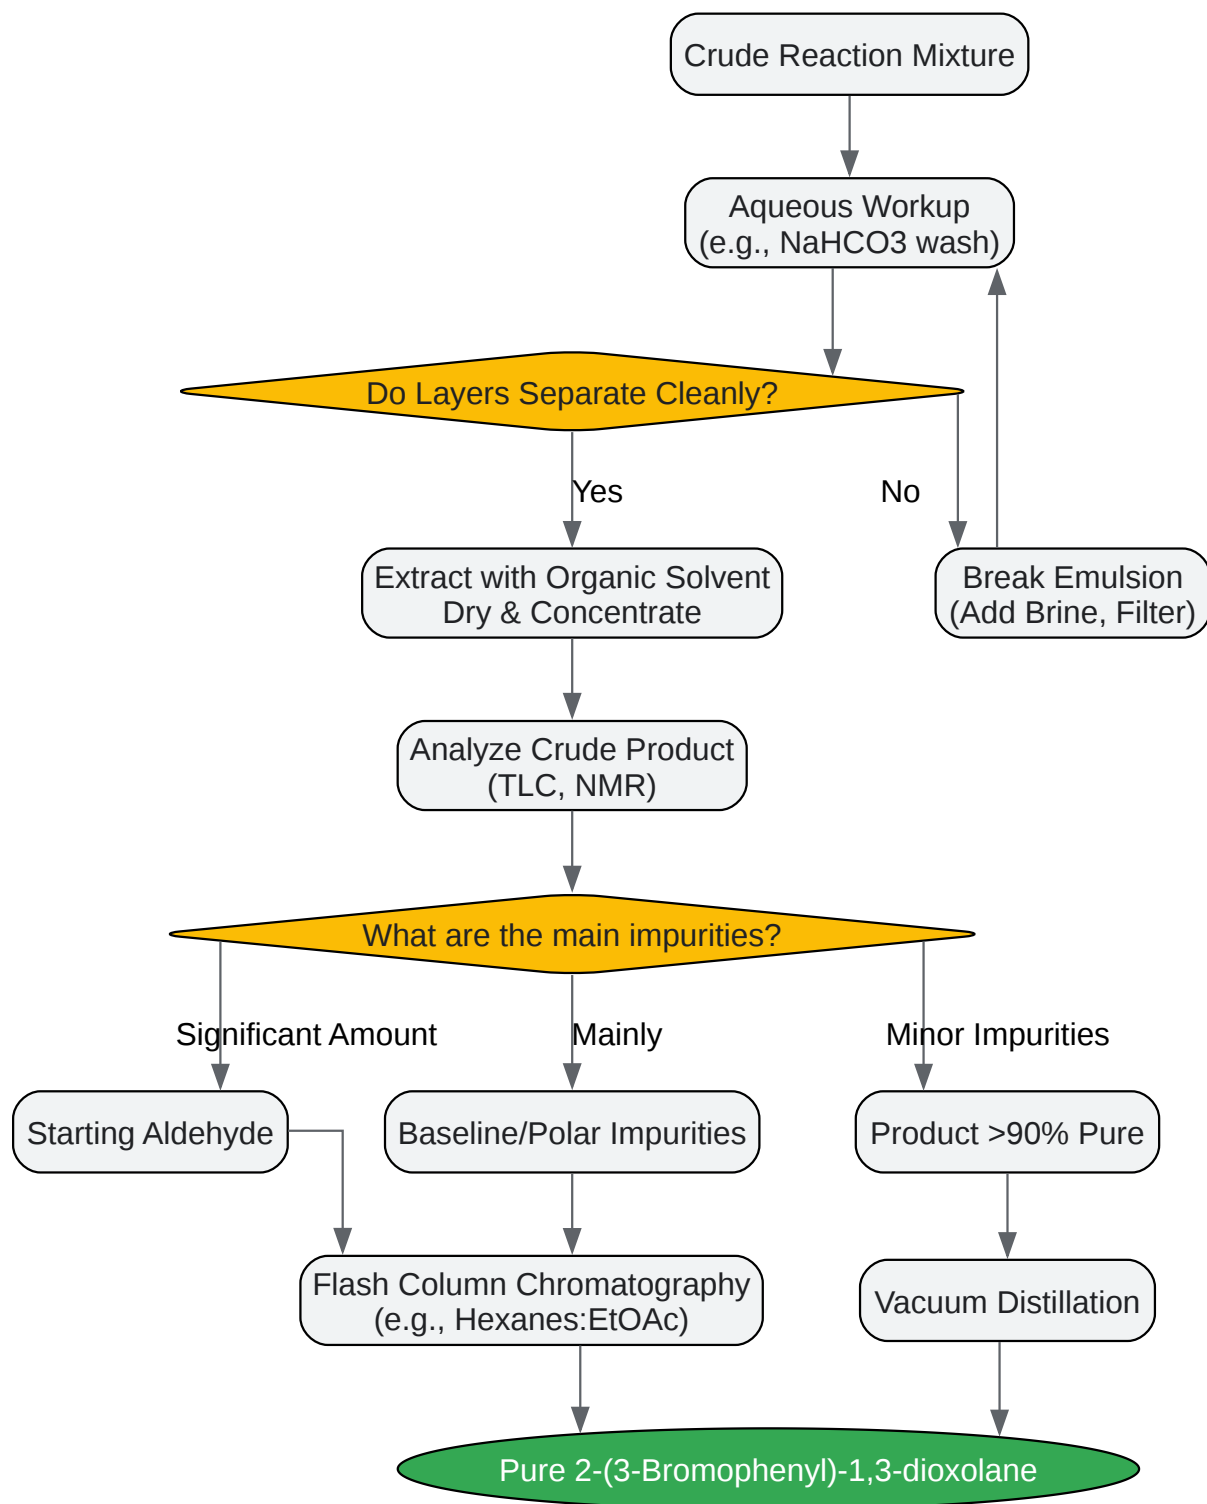 Crude Reaction Mixture
Aqueous Workup
(e.g., NaHCO3 wash)
Do Layers Separate Cleanly?
Yes
No
Extract with Organic Solvent
Dry & Concentrate
Break Emulsion
(Add Brine, Filter)
Analyze Crude Product
(TLC, NMR)
What are the main impurities?
Significant Amount
Mainly
Minor Impurities
Starting Aldehyde
Baseline/Polar Impurities
Product >90% Pure
Flash Column Chromatography
(e.g., Hexanes:EtOAc)
Vacuum Distillation
Pure 2-(3-Bromophenyl)-1,3-dioxolane